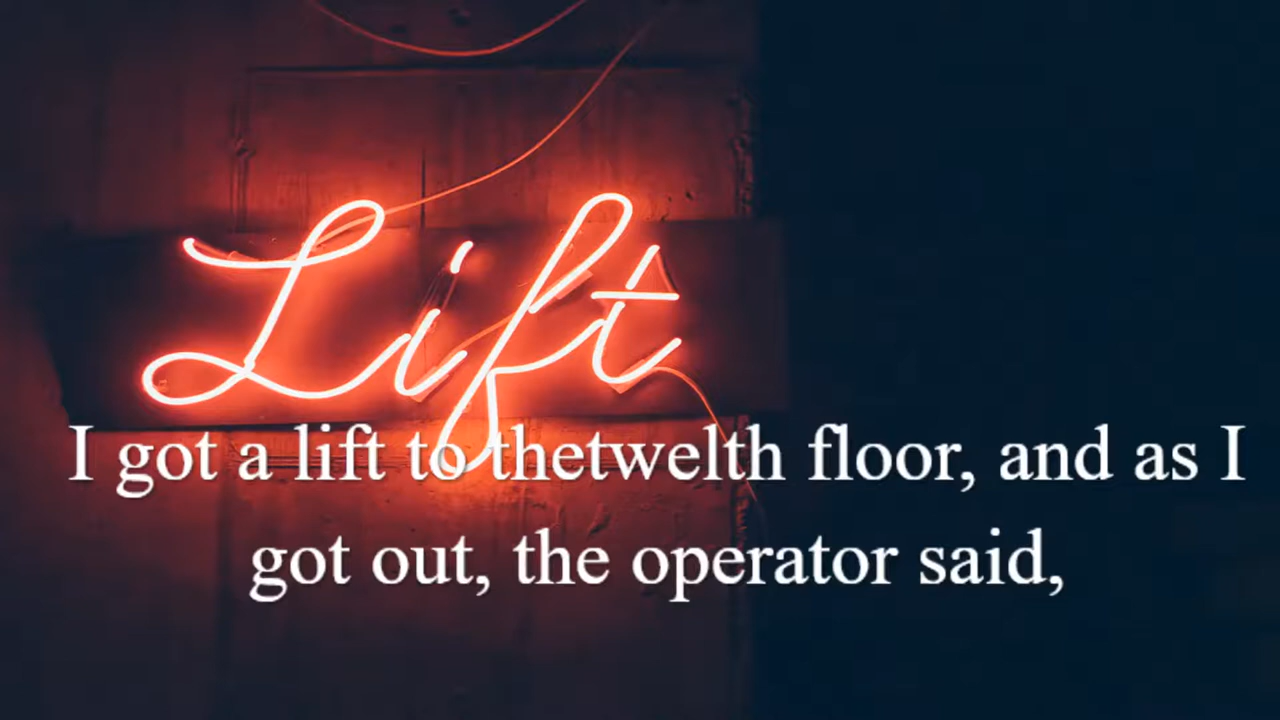 Lift
I got a lift to thetwelth floor, and as I
got out, the operator said,